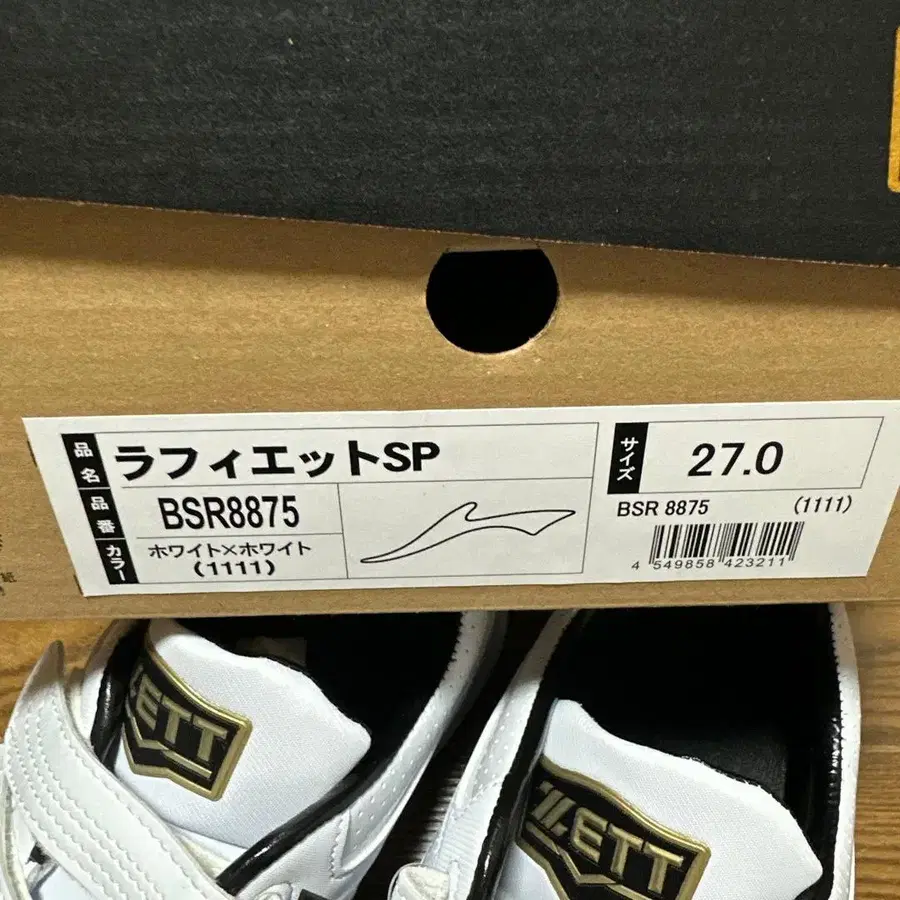 品名 ラフィエットSP
品番 BSR8875
カラー ホワイト×ホワイト
(1111)
サイズ 27.0
BSR 8875 (1111)
4 549858 423211
ZETT
ZETT